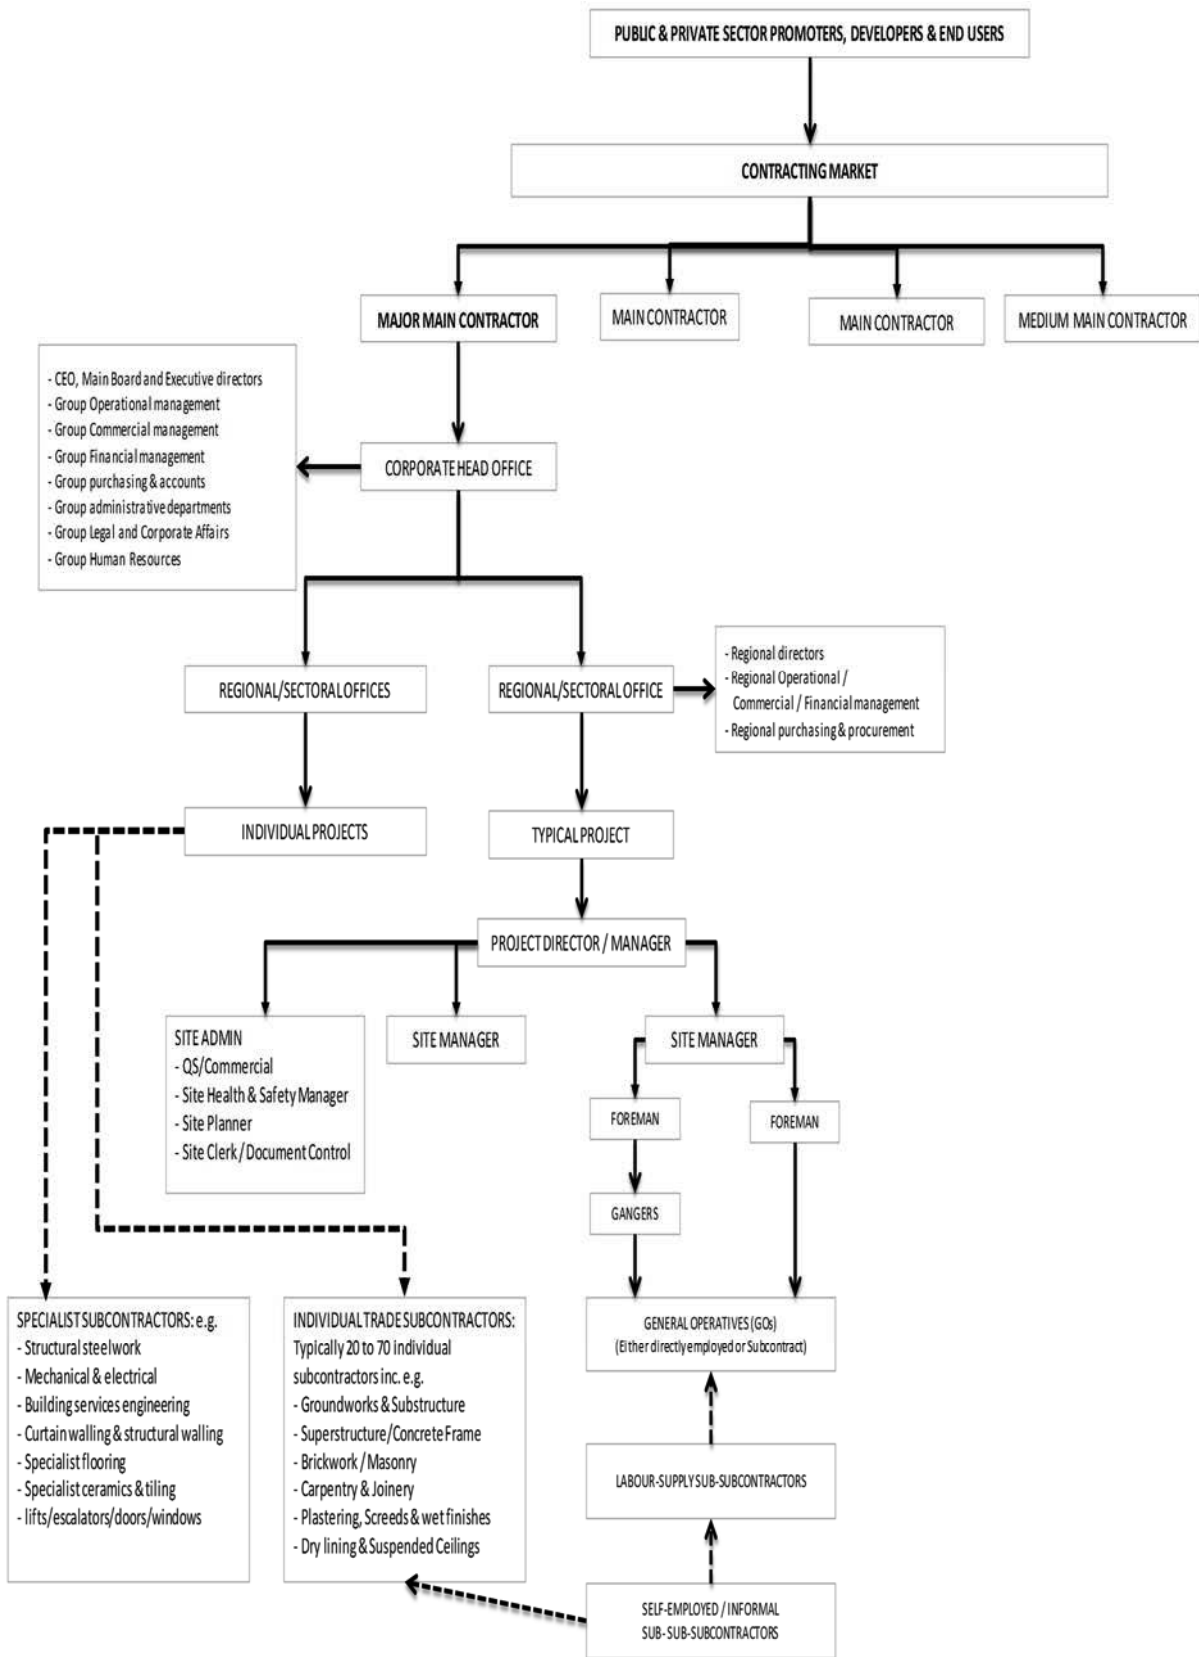 PUBLIC & PRIVATE SECTOR PROMOTERS, DEVELOPERS & END USERS
CONTRACTING MARKET
MAJOR MAIN CONTRACTOR
MAIN CONTRACTOR
MAIN CONTRACTOR
MEDIUM MAIN CONTRACTOR
- CEO, Main Board and Executive directors
- Group Operational management
- Group Commercial management
- Group Financial management
- Group purchasing & accounts
- Group administrative departments
- Group Legal and Corporate Affairs
- Group Human Resources
CORPORATE HEAD OFFICE
REGIONAL/SECTORAL OFFICES
REGIONAL/SECTORAL OFFICE
- Regional directors
- Regional Operational /
Commercial / Financial management
- Regional purchasing & procurement
INDIVIDUAL PROJECTS
TYPICAL PROJECT
PROJECT DIRECTOR / MANAGER
SITE ADMIN
- QS/Commercial
- Site Health & Safety Manager
- Site Planner
- Site Clerk / Document Control
SITE MANAGER
SITE MANAGER
FOREMAN
FOREMAN
GANGERS
SPECIALIST SUBCONTRACTORS: e.g.
- Structural steelwork
- Mechanical & electrical
- Building services engineering
- Curtain walling & structural walling
- Specialist flooring
- Specialist ceramics & tiling
- lifts/escalators/doors/windows
INDIVIDUAL TRADE SUBCONTRACTORS:
Typically 20 to 70 individual
subcontractors inc. e.g.
- Groundworks & Substructure
- Superstructure/Concrete Frame
- Brickwork / Masonry
- Carpentry & Joinery
- Plastering, Screeds & wet finishes
- Dry lining & Suspended Ceilings
GENERAL OPERATIVES (GOs)
(Either directly employed or Subcontract)
LABOUR-SUPPLY SUB-SUBCONTRACTORS
SELF-EMPLOYED / INFORMAL
SUB- SUB-SUBCONTRACTORS